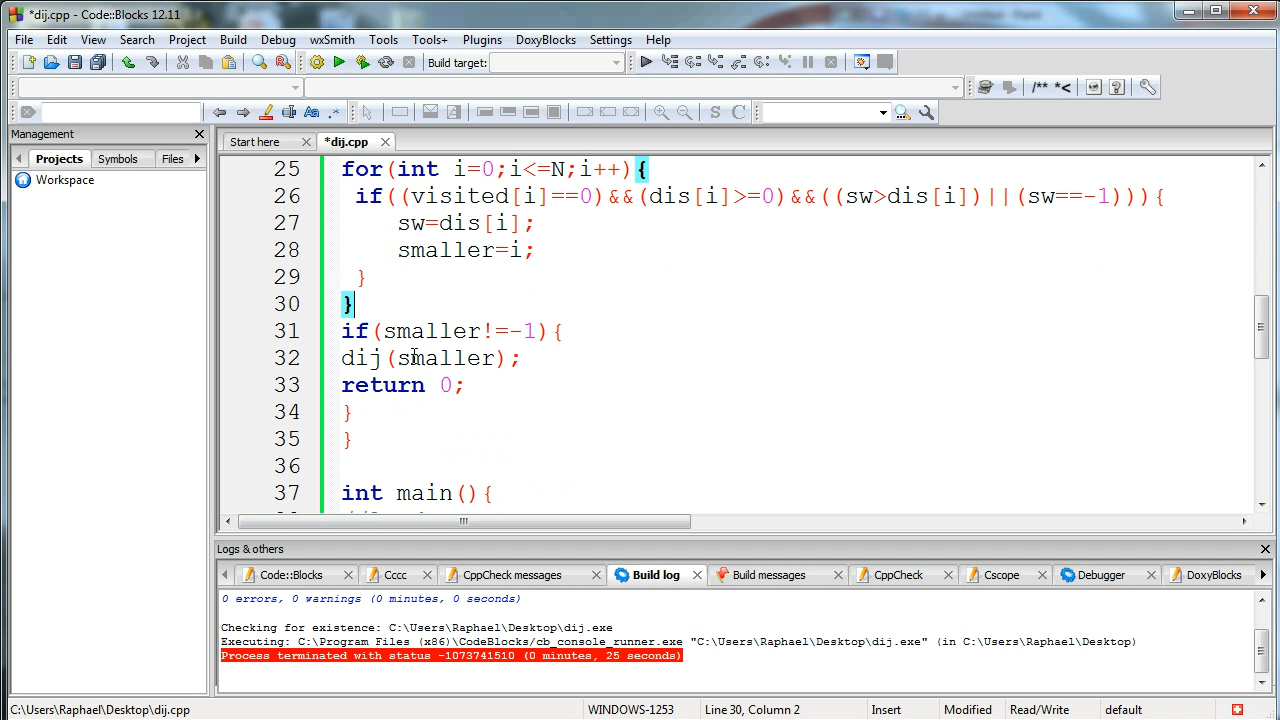 *dij.cpp - Code::Blocks 12.11
File Edit View Search Project Build Debug wxSmith Tools Tools+ Plugins DoxyBlocks Settings Help
Build target:
/** *<
S C
Management
Start here *dij.cpp
Projects Symbols Files
Workspace
25 for(int i=0;i<=N;i++){
26 if((visited[i]==0)&&(dis[i]>=0)&&((sw>dis[i])||(sw==-1))){
27 sw=dis[i];
28 smaller=i;
29 }
30 }
31 if(smaller!=-1){
32 dij(smaller);
33 return 0;
34 }
35 }
36
37 int main(){
Logs & others
Code::Blocks Cccc CppCheck messages Build log Build messages CppCheck Cscope Debugger DoxyBlocks
0 errors, 0 warnings (0 minutes, 0 seconds)
Checking for existence: C:\Users\Raphael\Desktop\dij.exe
Executing: C:\Program Files (x86)\CodeBlocks/cb_console_runner.exe "C:\Users\Raphael\Desktop\dij.exe" (in C:\Users\Raphael\Desktop)
Process terminated with status -1073741510 (0 minutes, 25 seconds)
C:\Users\Raphael\Desktop\dij.cpp WINDOWS-1253 Line 30, Column 2 Insert Modified Read/Write default